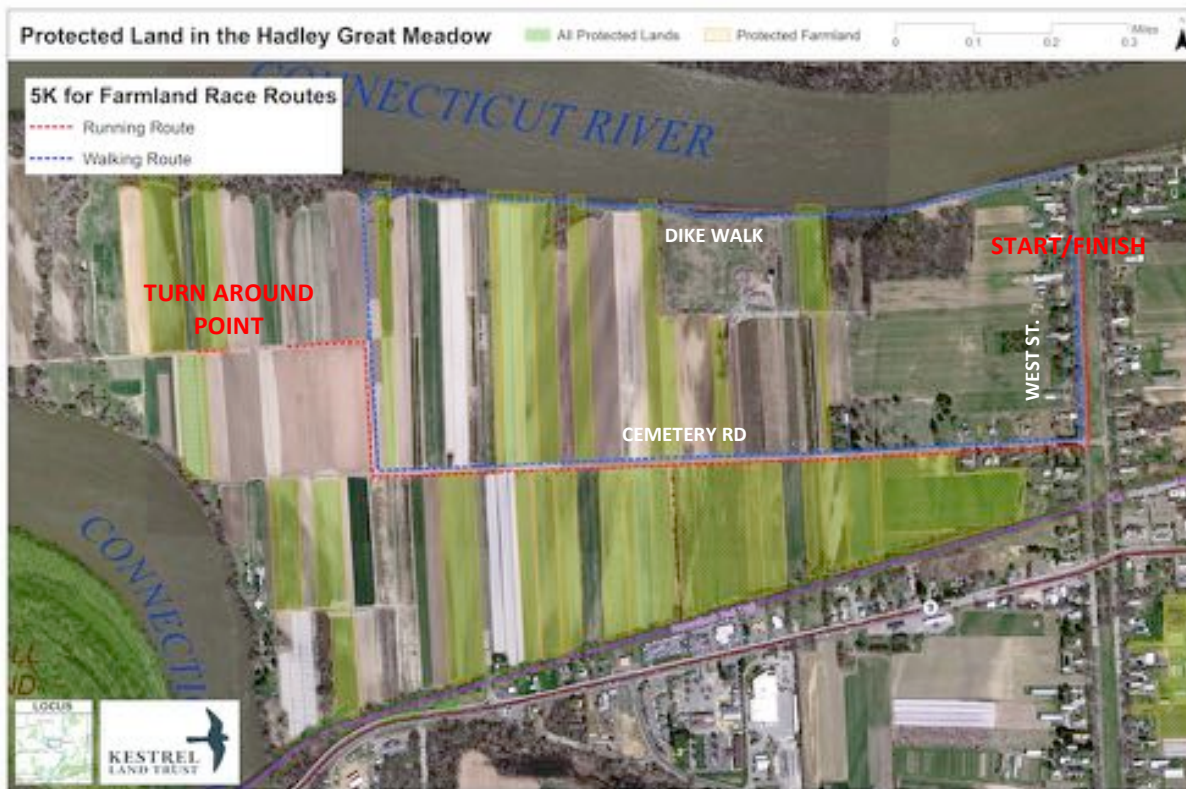 Protected Land in the Hadley Great Meadow
All Protected Lands
Protected Farmland
Miles
0 0.1 0.2 0.3
5K for Farmland Race Routes
Running Route
Walking Route
CONNECTICUT RIVER
DIKE WALK
START/FINISH
TURN AROUND
POINT
WEST ST.
CEMETERY RD
CONNECTI
LOCUS
KESTREL
LAND TRUST